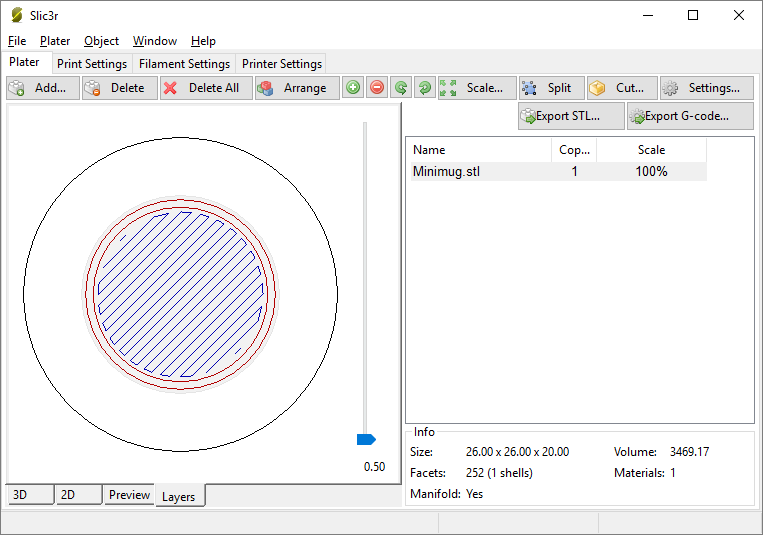 Slic3r
File Plater Object Window Help
Plater Print Settings Filament Settings Printer Settings
Add... Delete Delete All Arrange Scale... Split Cut... Settings...
Export STL... Export G-code...
Name Cop... Scale
Minimug.stl 1 100%
0.50
3D 2D Preview Layers
Info
Size: 26.00 x 26.00 x 20.00 Volume: 3469.17
Facets: 252 (1 shells) Materials: 1
Manifold: Yes